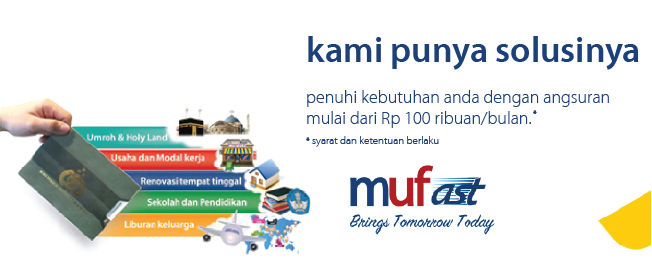 kami punya solusinya
penuhi kebutuhan anda dengan angsuran
mulai dari Rp 100 ribuan/bulan.*
* syarat dan ketentuan berlaku
Umroh & Holy Land
Usaha dan Modal kerja
Renovasi tempat tinggal
Sekolah dan Pendidikan
Liburan keluarga
mufast
Brings Tomorrow Today